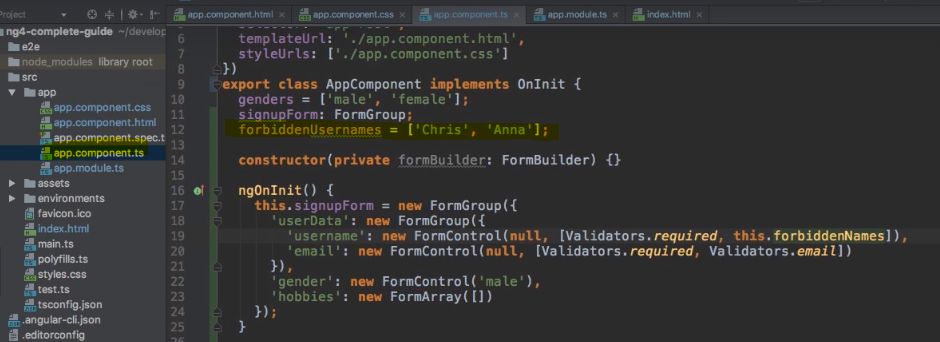 Project
app.component.html × app.component.css × app.component.ts × app.module.ts × index.html ×
ng4-complete-guide ~/develop
e2e
node_modules library root
src
app
app.component.css
app.component.html
app.component.spec.t
app.component.ts
app.module.ts
assets
environments
favicon.ico
index.html
main.ts
polyfills.ts
styles.css
test.ts
tsconfig.json
.angular-cli.json
.editorconfig
6 templateUrl: './app.component.html',
7 styleUrls: ['./app.component.css']
8 })
9 export class AppComponent implements OnInit {
10 genders = ['male', 'female'];
11 signupForm: FormGroup;
12 forbiddenUsernames = ['Chris', 'Anna'];
13
14 constructor(private formBuilder: FormBuilder) {}
15
16 ngOnInit() {
17 this.signupForm = new FormGroup({
18 'userData': new FormGroup({
19 'username': new FormControl(null, [Validators.required, this.forbiddenNames]),
20 'email': new FormControl(null, [Validators.required, Validators.email])
21 }),
22 'gender': new FormControl('male'),
23 'hobbies': new FormArray([])
24 });
25 }